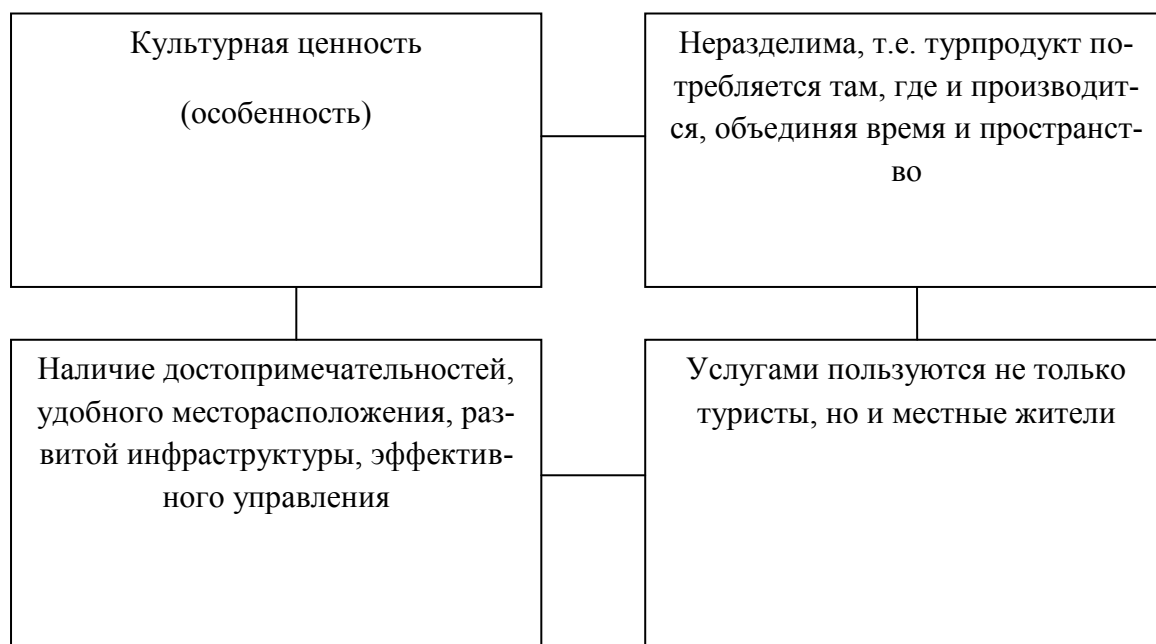 Культурная ценность
(особенность)
Неразделима, т.е. турпродукт по-
требляется там, где и производит-
ся, объединяя время и пространст-
во
Наличие достопримечательностей,
удобного месторасположения, раз-
витой инфраструктуры, эффектив-
ного управления
Услугами пользуются не только
туристы, но и местные жители